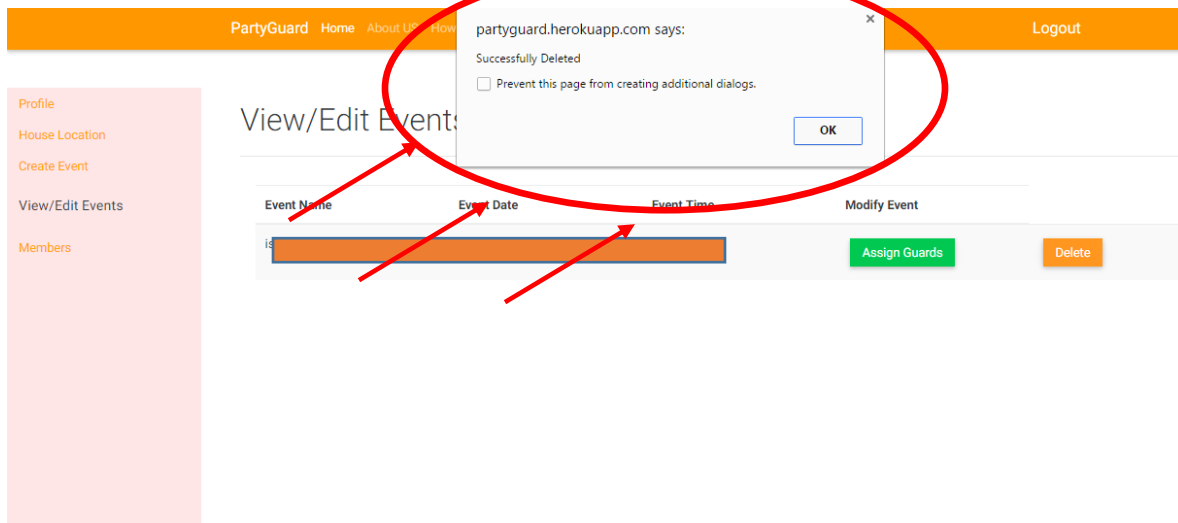 PartyGuard Home About US How Logout
partyguard.herokuapp.com says:
Successfully Deleted
Prevent this page from creating additional dialogs.
OK
Profile
House Location
Create Event
View/Edit Events
Members
View/Edit Events
Event Name Event Date Event Time Modify Event
is
Assign Guards Delete